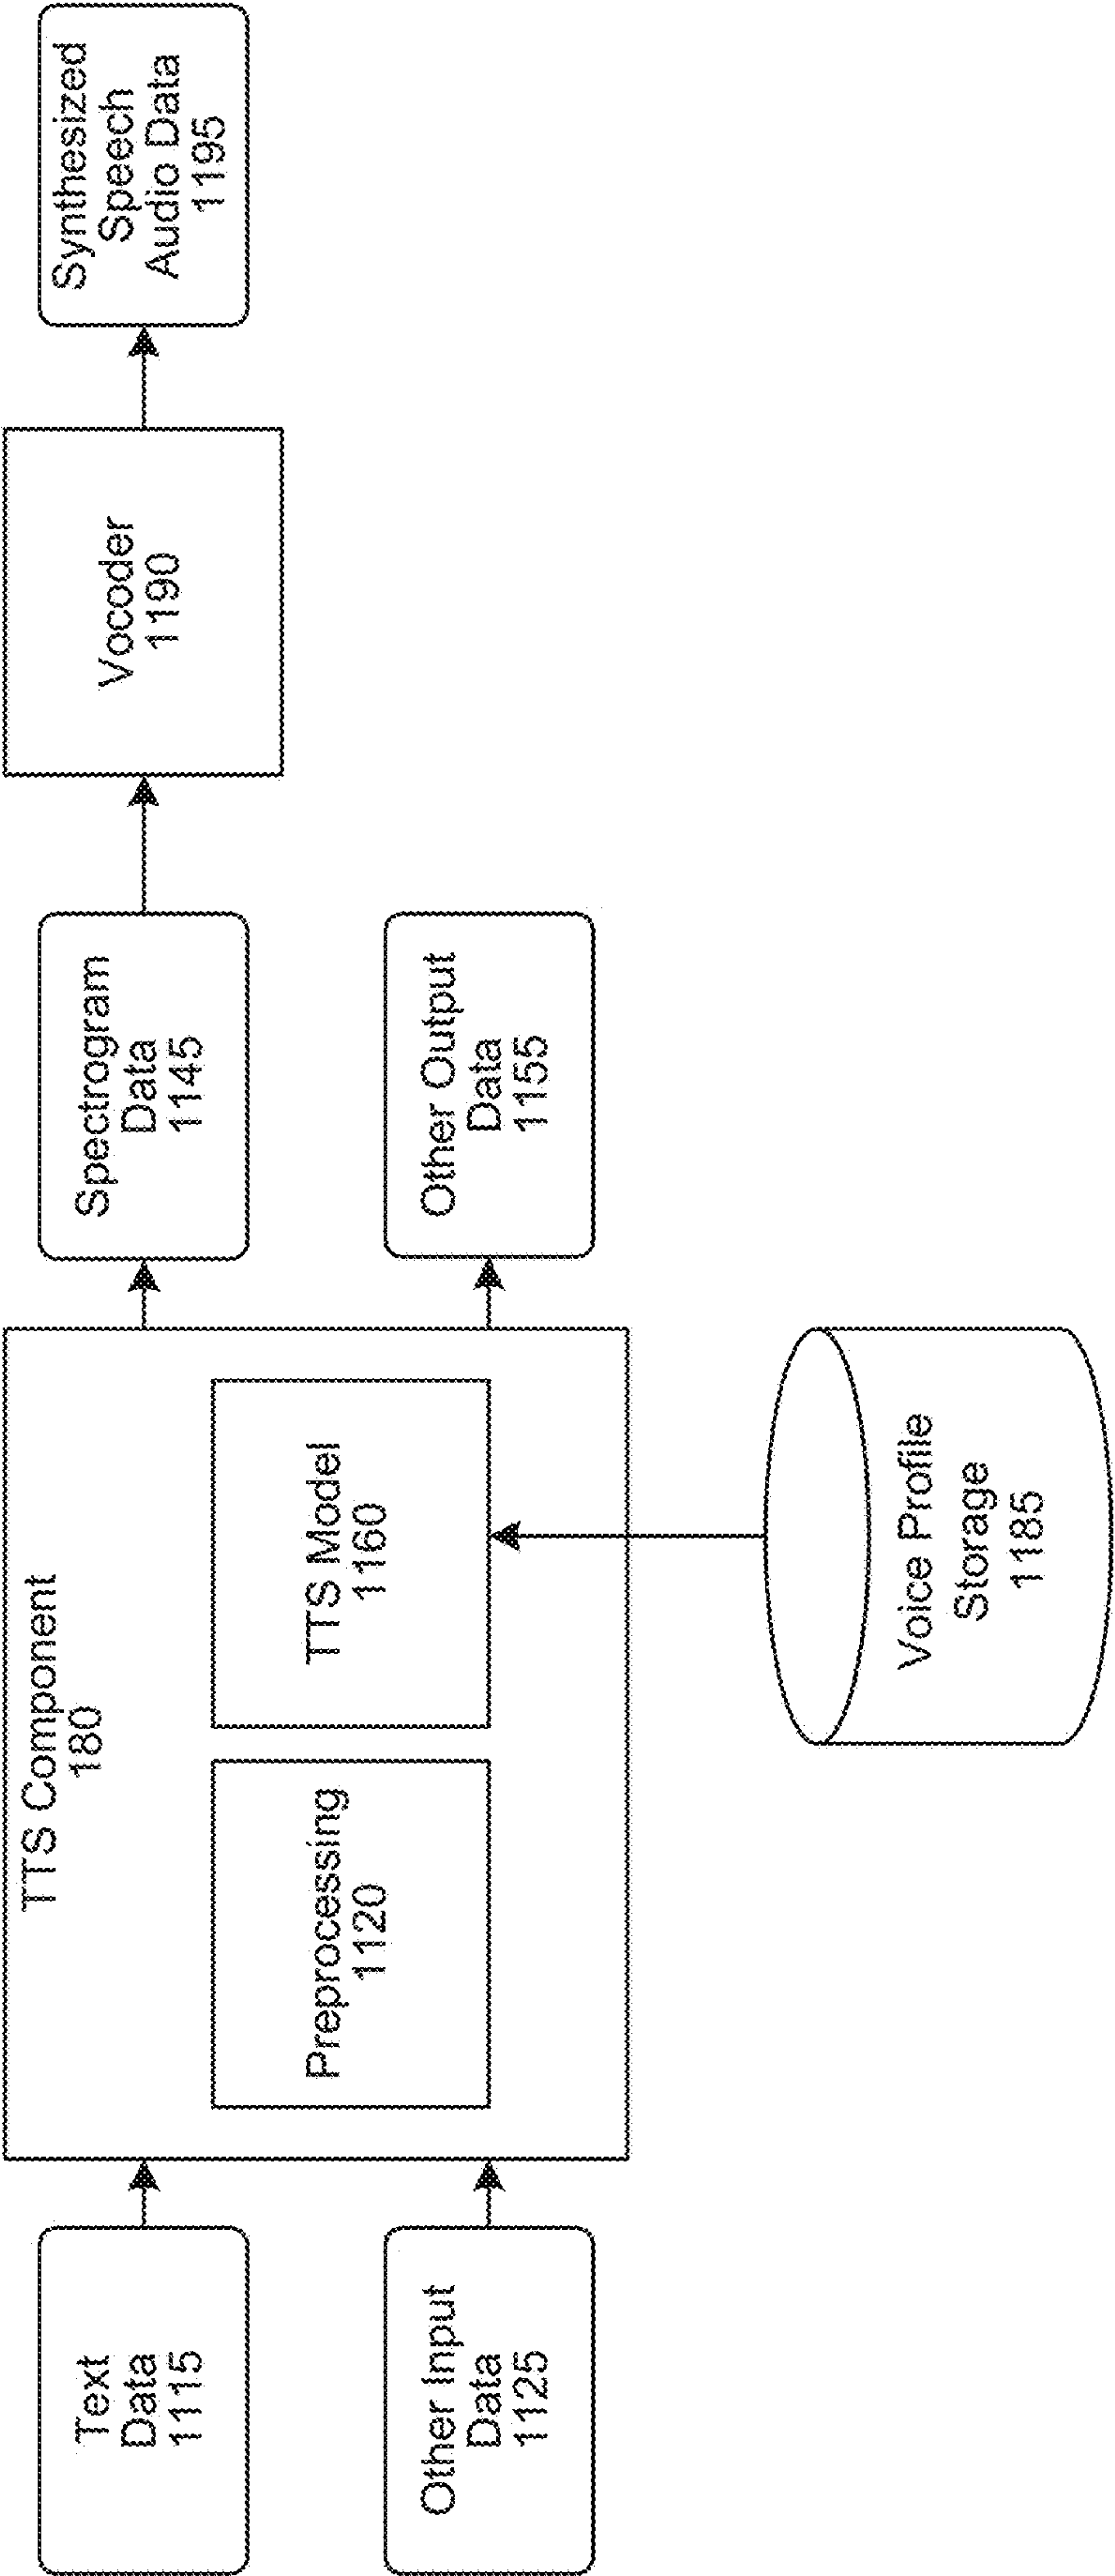 Text
Data
1115
Other Input
Data
1125
TTS Component
180
Preprocessing
1120
TTS Model
1160
Voice Profile
Storage
1185
Spectrogram
Data
1145
Other Output
Data
1155
Vocoder
1190
Synthesized
Speech
Audio Data
1195